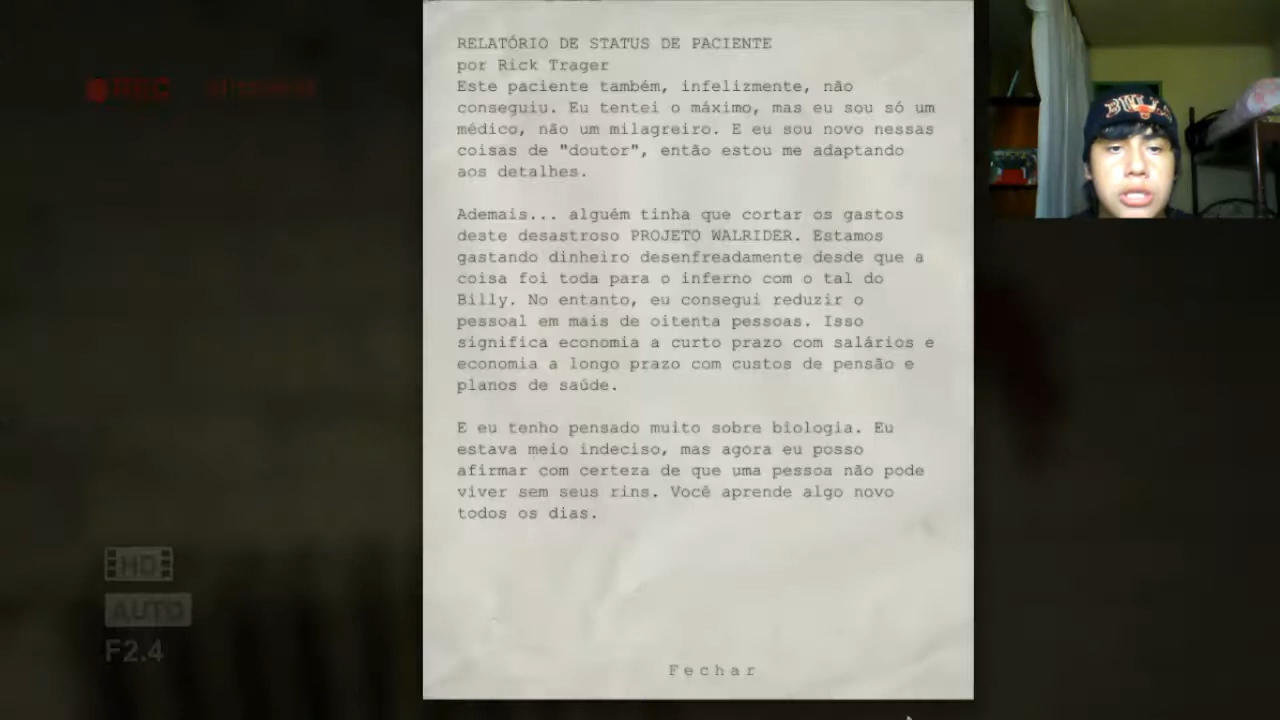 REC
RELATÓRIO DE STATUS DE PACIENTE
por Rick Trager
Este paciente também, infelizmente, não
conseguiu. Eu tentei o máximo, mas eu sou só um
médico, não um milagreiro. E eu sou novo nessas
coisas de "doutor", então estou me adaptando
aos detalhes.
Ademais... alguém tinha que cortar os gastos
deste desastroso PROJETO WALRIDER. Estamos
gastando dinheiro desenfreadamente desde que a
coisa foi toda para o inferno com o tal do
Billy. No entanto, eu consegui reduzir o
pessoal em mais de oitenta pessoas. Isso
significa economia a curto prazo com salários e
economia a longo prazo com custos de pensão e
planos de saúde.
E eu tenho pensado muito sobre biologia. Eu
estava meio indeciso, mas agora eu posso
afirmar com certeza de que uma pessoa não pode
viver sem seus rins. Você aprende algo novo
todos os dias.
Fechar
HD
AUTO
F2.4
BULLS